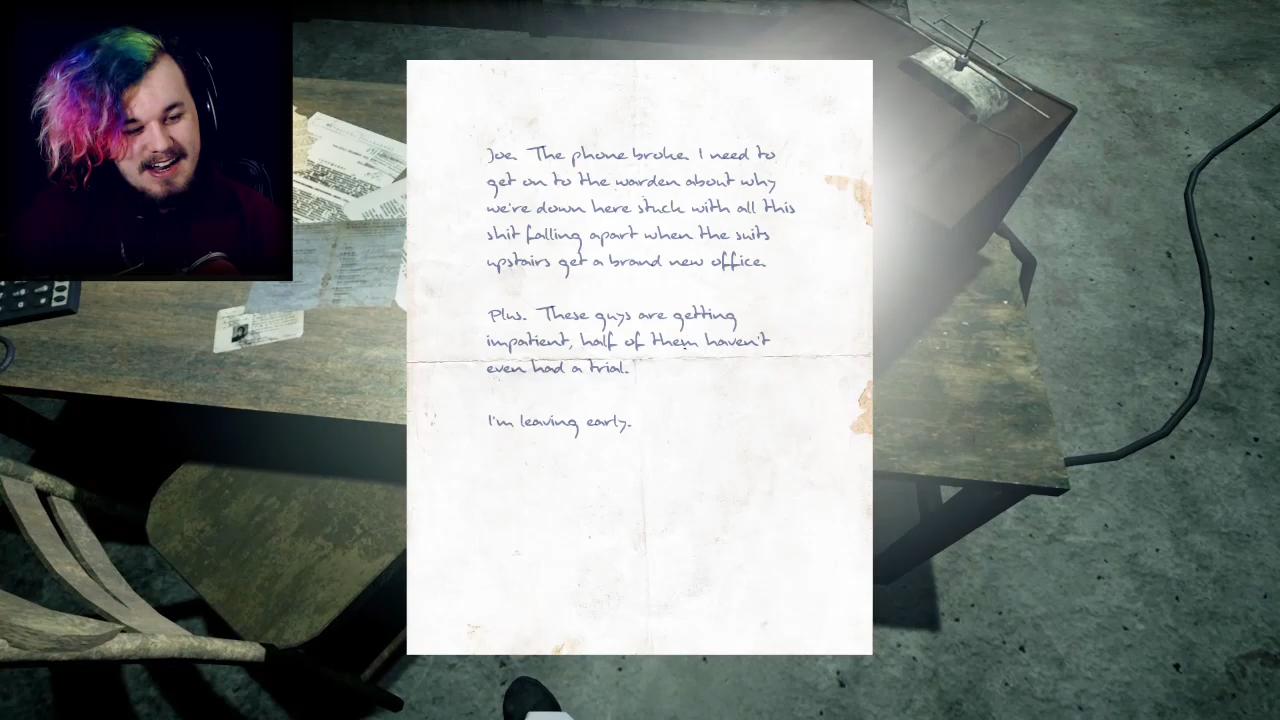 Joe. The phone broke. I need to
get on to the warden about why
we're down here stuck with all this
shit falling apart when the suits
upstairs get a brand new office.
Plus. These guys are getting
impatient, half of them haven't
even had a trial.
I'm leaving early.